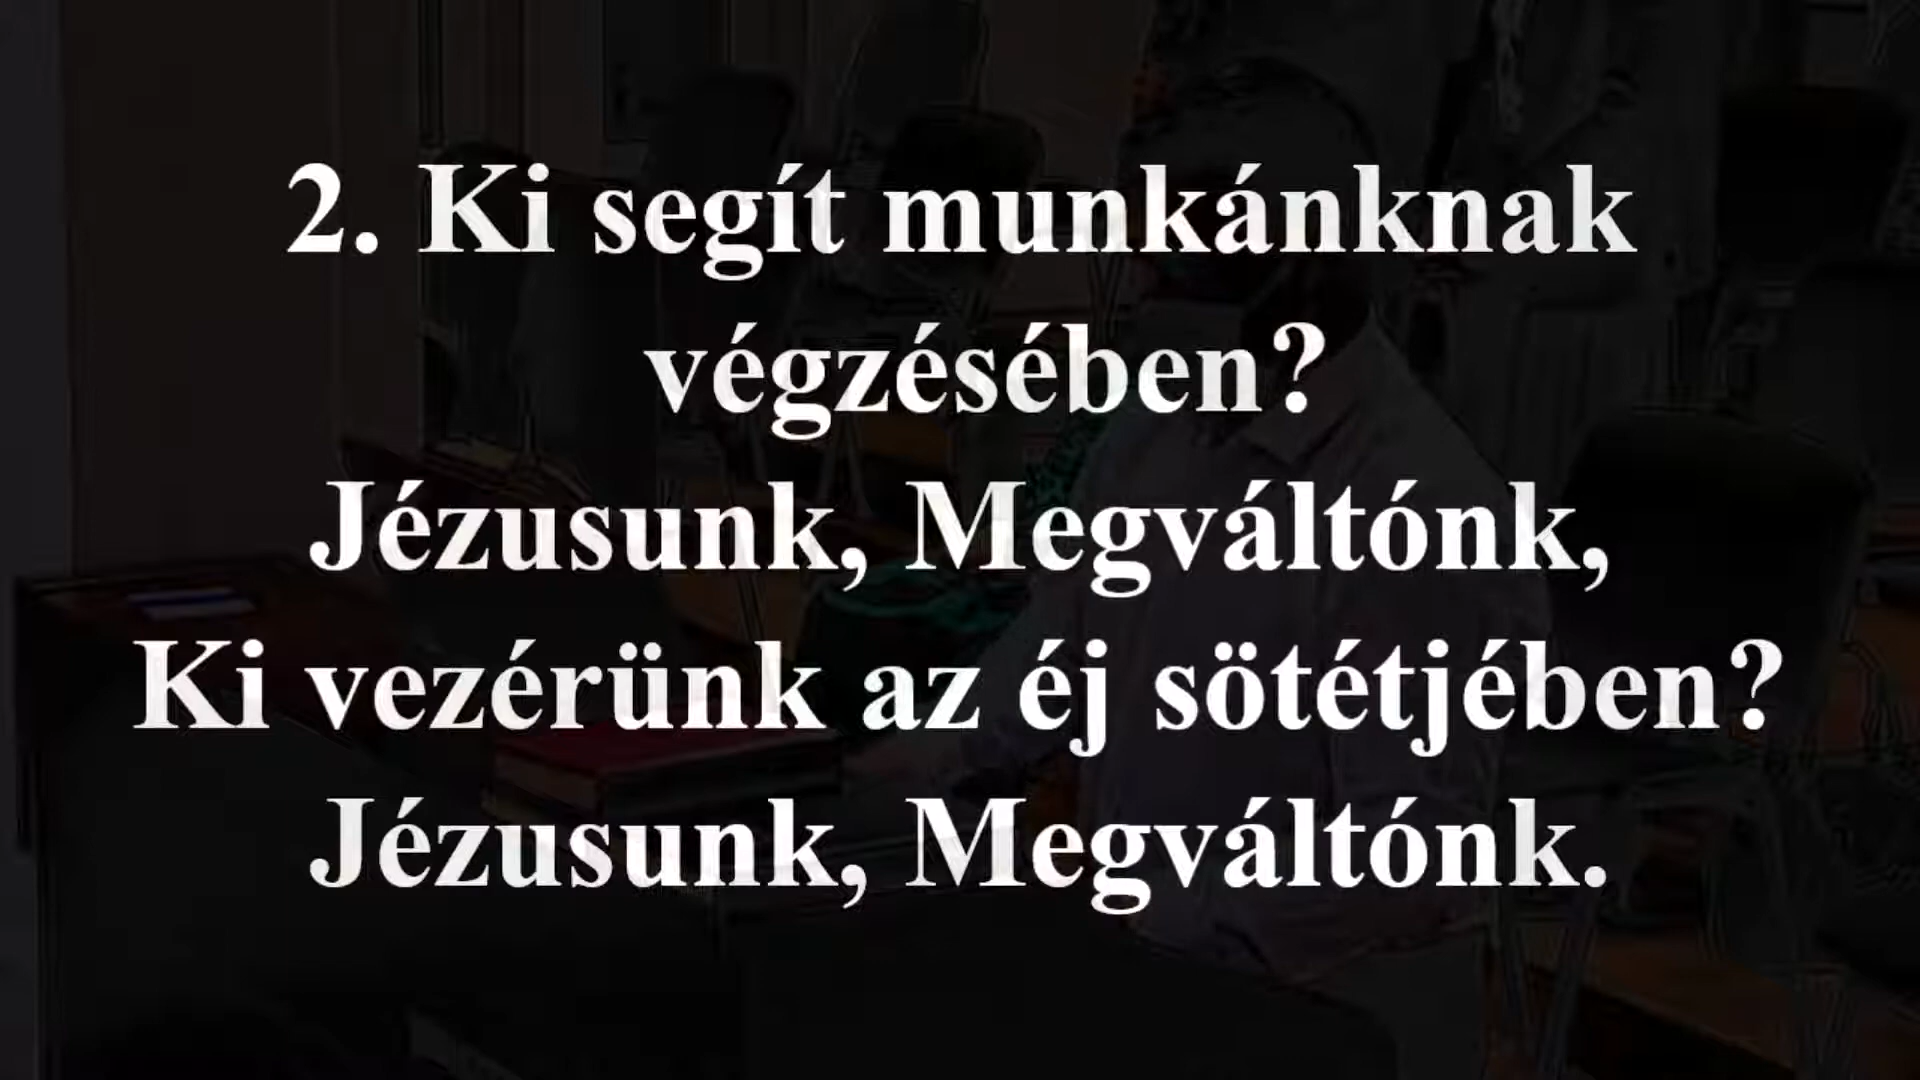 2. Ki segít munkánknak
végzésében?
Jézusunk, Megváltónk,
Ki vezérünk az éj sötétjében?
Jézusunk, Megváltónk.